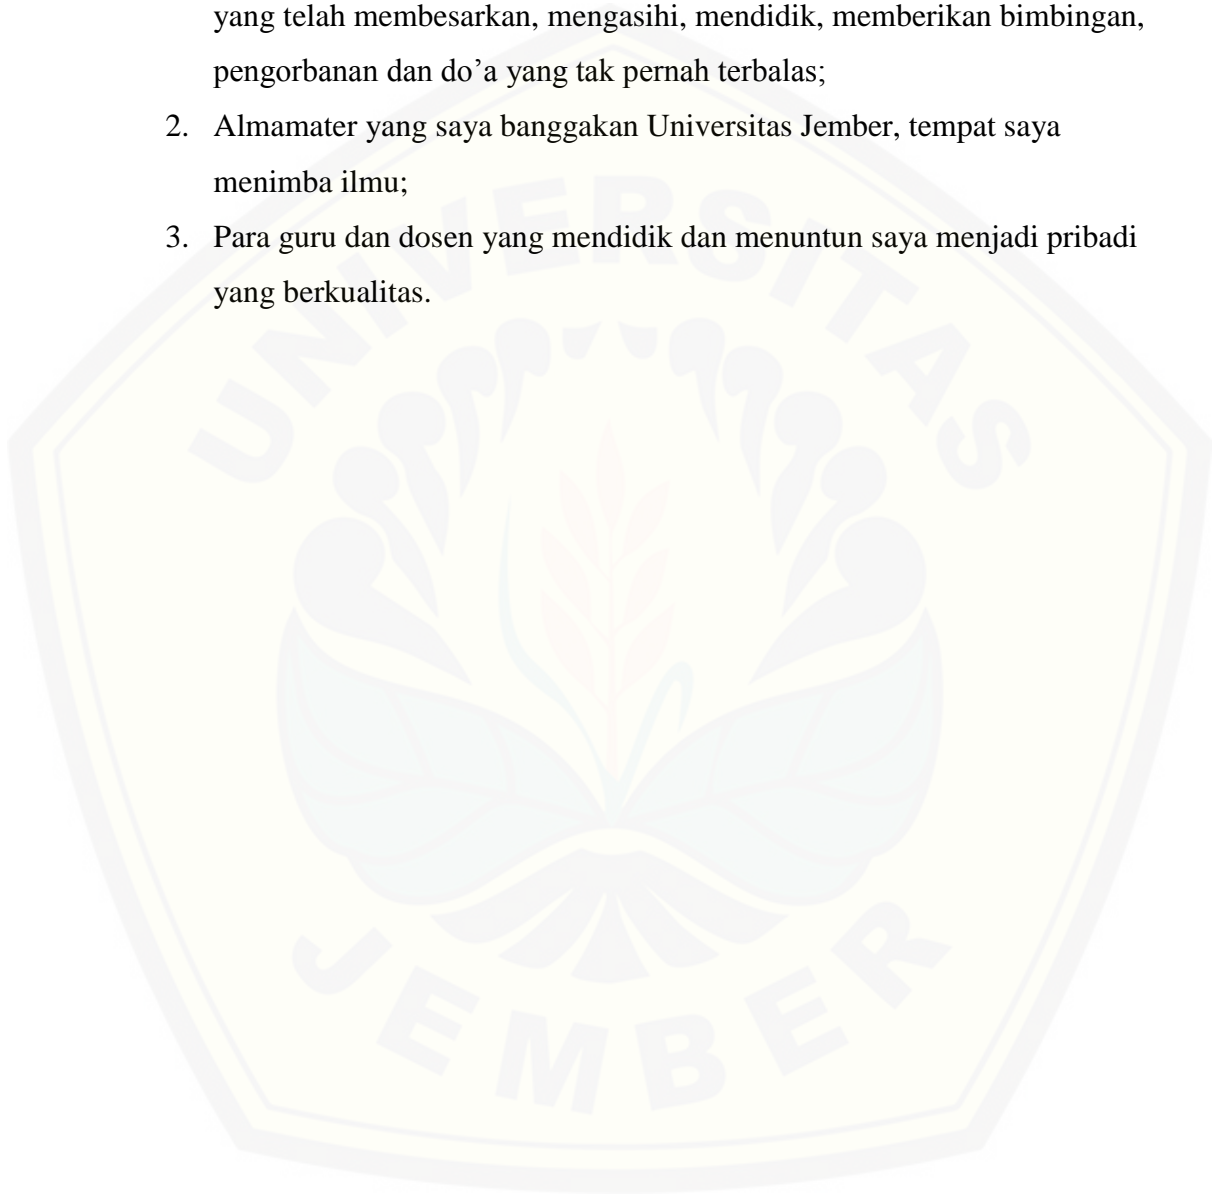 yang telah membesarkan, mengasihi, mendidik, memberikan bimbingan,
pengorbanan dan do’a yang tak pernah terbalas;
2. Almamater yang saya banggakan Universitas Jember, tempat saya
menimba ilmu;
3. Para guru dan dosen yang mendidik dan menuntun saya menjadi pribadi
yang berkualitas.
UNIVERSITAS
JEMBER